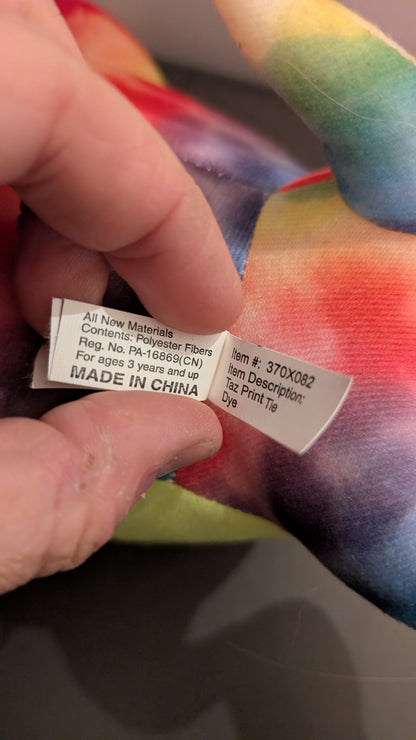 All New Materials
Contents: Polyester Fibers
Reg. No. PA-16869(CN)
For ages 3 years and up
MADE IN CHINA
Item #: 370X082
Item Description:
Taz Print Tie
Dye